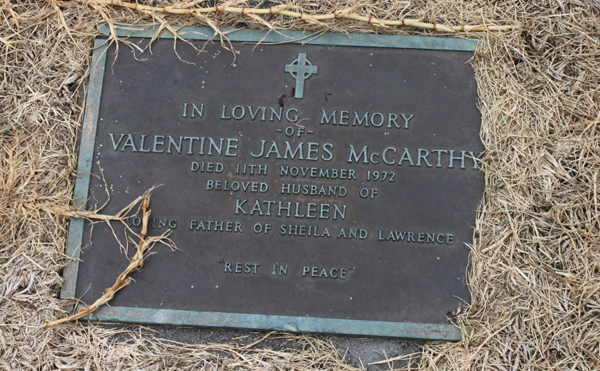 IN LOVING MEMORY
-OF-
VALENTINE JAMES McCARTHY
DIED 11TH NOVEMBER 1972
BELOVED HUSBAND OF
KATHLEEN
LOVING FATHER OF SHEILA AND LAWRENCE
"REST IN PEACE"